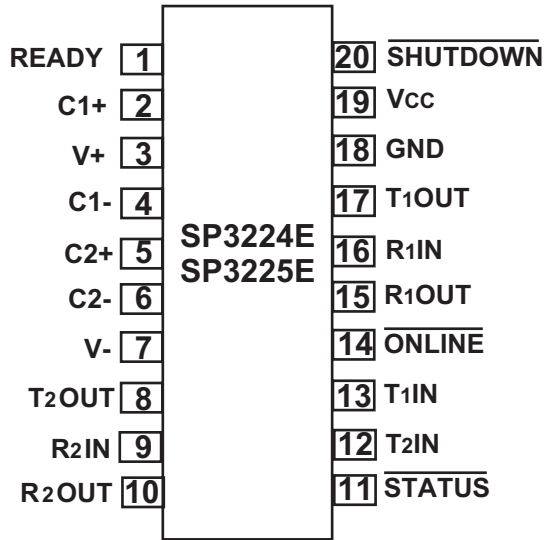 READY 1 20 SHUTDOWN
C1+ 2 19 VCC
V+ 3 18 GND
C1- 4 17 T1OUT
C2+ 5 SP3224E 16 R1IN
SP3225E
C2- 6 15 R1OUT
V- 7 14 ONLINE
T2OUT 8 13 T1IN
R2IN 9 12 T2IN
R2OUT 10 11 STATUS